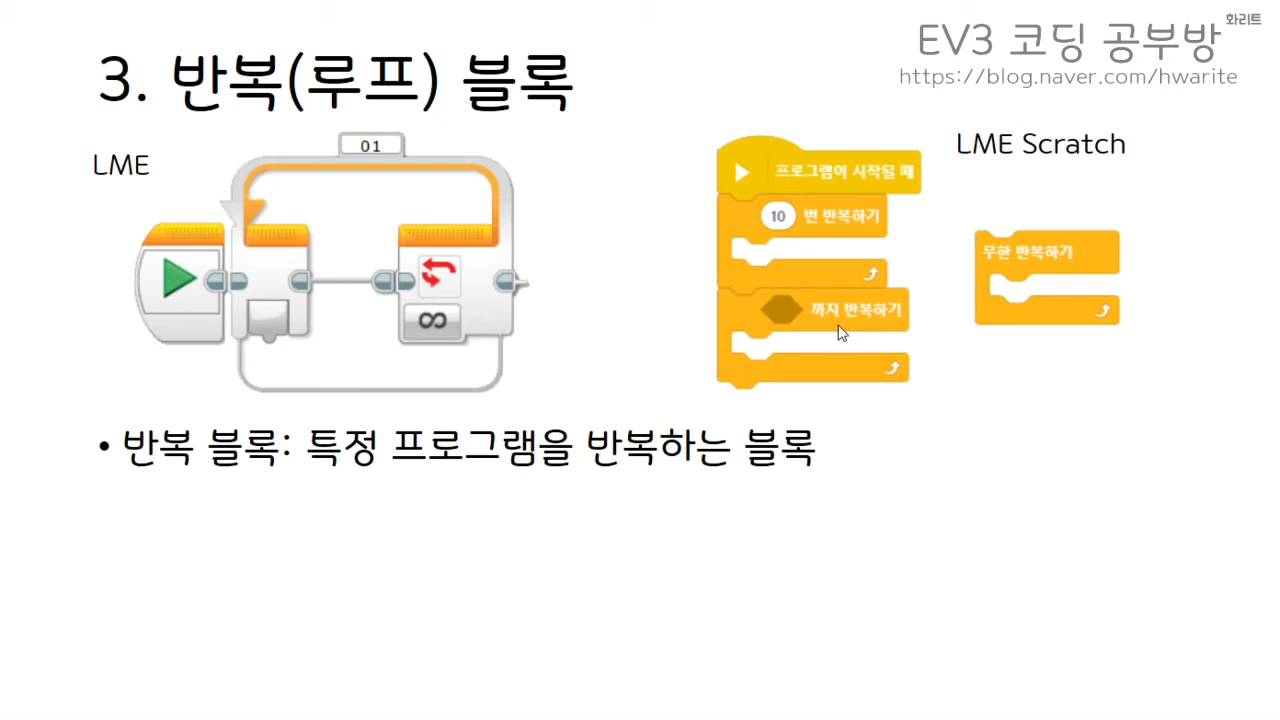 화리트
EV3 코딩 공부방
https://blog.naver.com/hwarite
3. 반복(루프) 블록
LME
01
∞
LME Scratch
프로그램이 시작될 때
10 번 반복하기
까지 반복하기
무한 반복하기
• 반복 블록: 특정 프로그램을 반복하는 블록